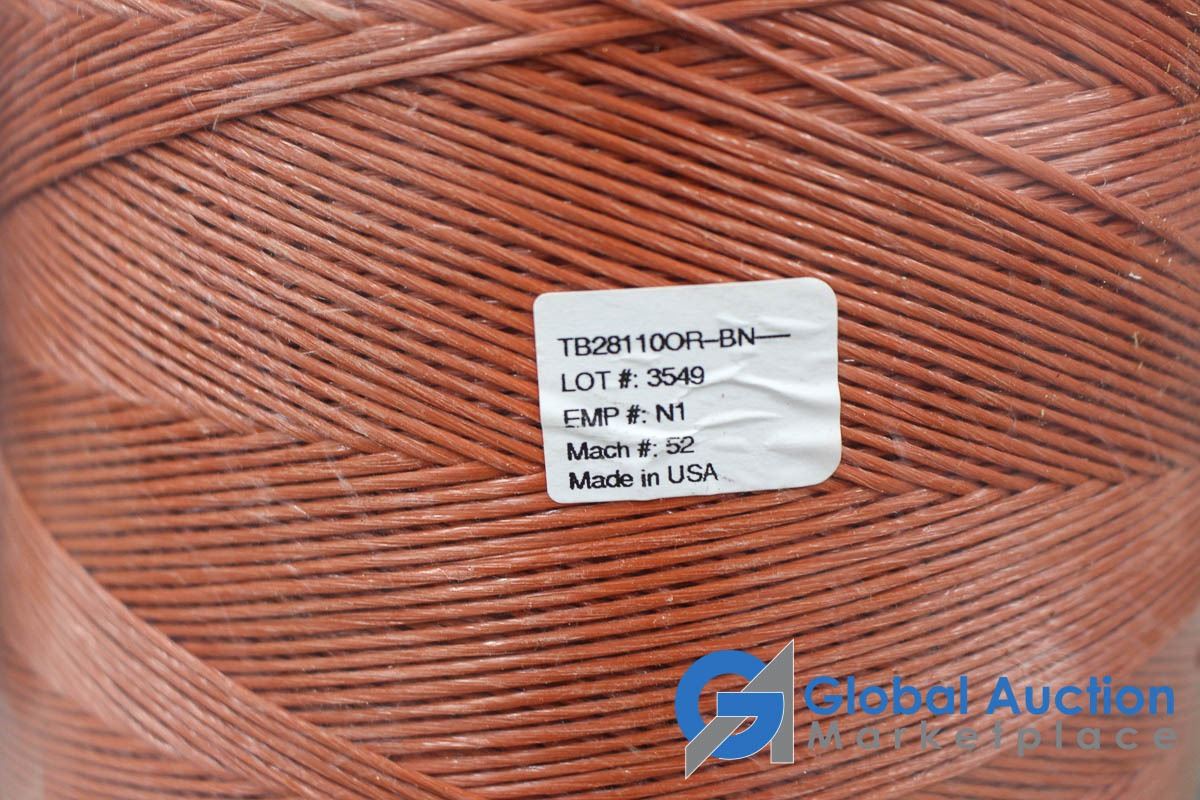 TB28110OR–BN––
LOT #: 3549
EMP #: N1
Mach #: 52
Made in USA
Global Auction
Marketplace